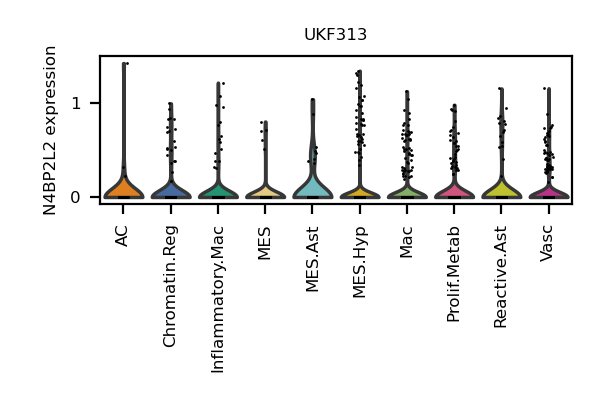 UKF313
N4BP2L2 expression
1
0
AC
Chromatin.Reg
Inflammatory.Mac
MES
MES.Ast
MES.Hyp
Mac
Prolif.Metab
Reactive.Ast
Vasc